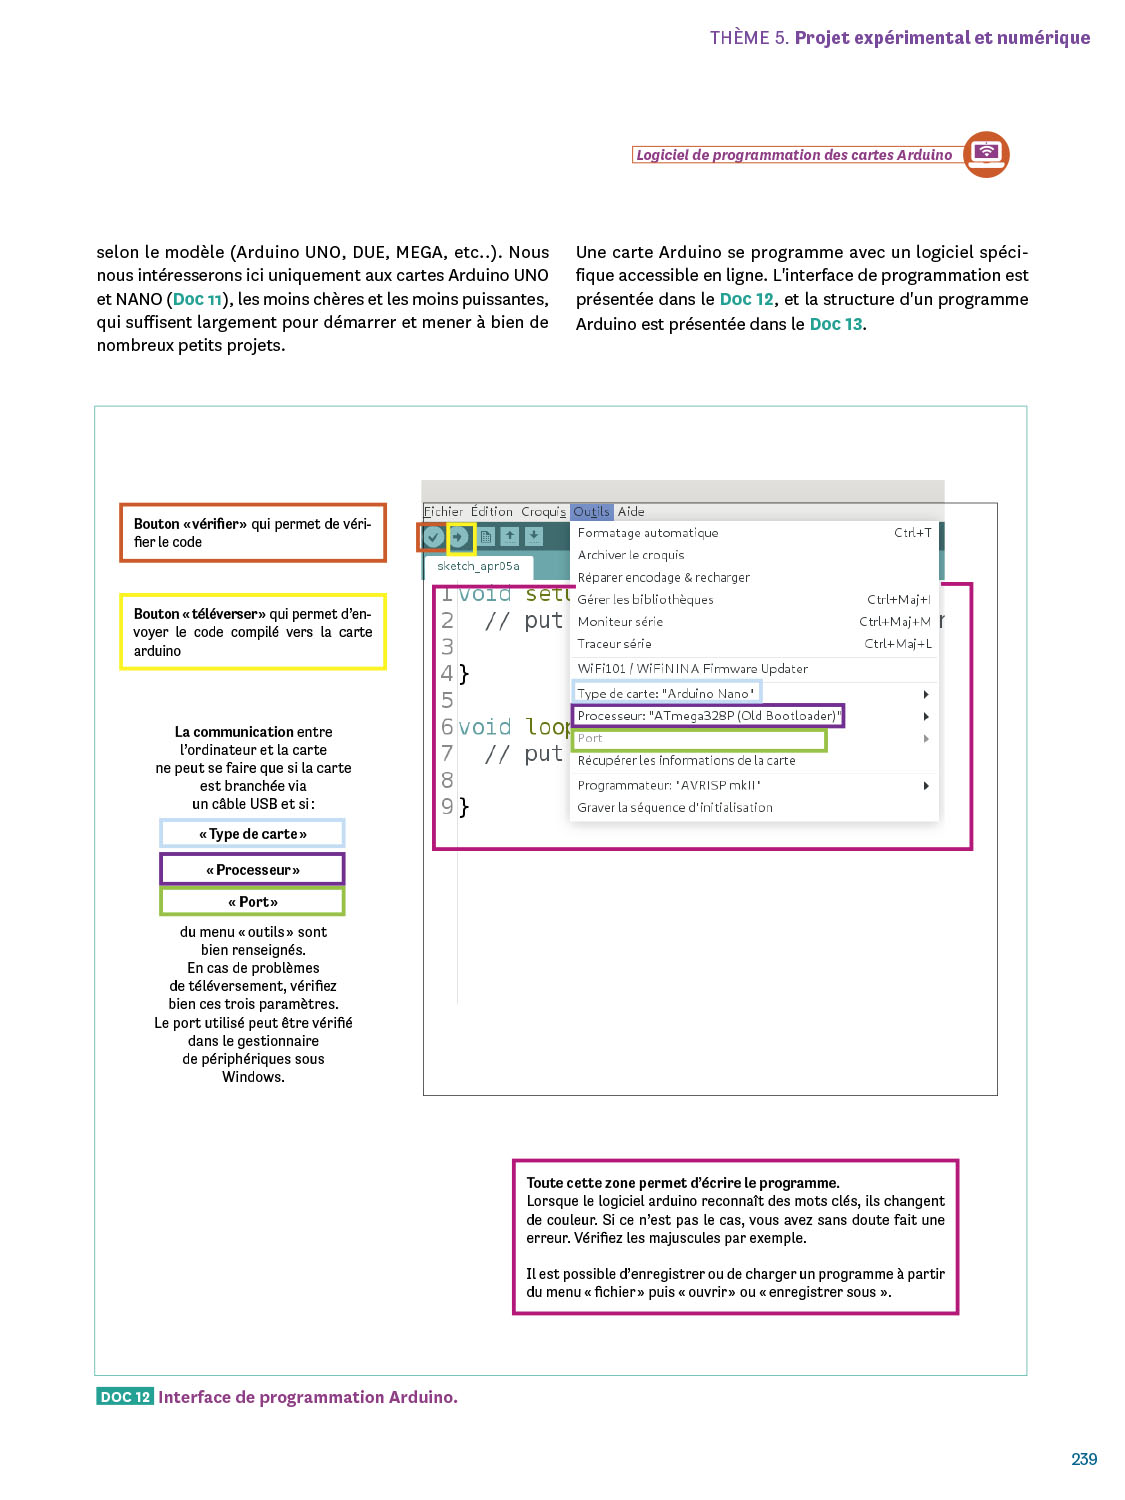 THÈME 5. Projet expérimental et numérique
Logiciel de programmation des cartes Arduino
selon le modèle (Arduino UNO, DUE, MEGA, etc..). Nous
nous intéresserons ici uniquement aux cartes Arduino UNO
et NANO (Doc 11), les moins chères et les moins puissantes,
qui suffisent largement pour démarrer et mener à bien de
nombreux petits projets.
Une carte Arduino se programme avec un logiciel spéci-
fique accessible en ligne. L'interface de programmation est
présentée dans le Doc 12, et la structure d'un programme
Arduino est présentée dans le Doc 13.
Bouton « vérifier » qui permet de véri-
fier le code
Bouton « téléverser » qui permet d'en-
voyer le code compilé vers la carte
arduino
La communication entre
l'ordinateur et la carte
ne peut se faire que si la carte
est branchée via
un câble USB et si :
« Type de carte »
« Processeur »
« Port »
du menu « outils » sont
bien renseignés.
En cas de problèmes
de téléversement, vérifiez
bien ces trois paramètres.
Le port utilisé peut être vérifié
dans le gestionnaire
de périphériques sous
Windows.
Fichier Édition Croquis Outils Aide
sketch_apr05a
1 void setu
2 // put
3
4 }
5
6 void loop
7 // put
8
9 }
Formatage automatique Ctrl+T
Archiver le croquis
Réparer encodage & recharger
Gérer les bibliothèques Ctrl+Maj+I
Moniteur série Ctrl+Maj+M
Traceur série Ctrl+Maj+L
WiFi101 / WiFiNINA Firmware Updater
Type de carte: "Arduino Nano"
Processeur: "ATmega328P (Old Bootloader)"
Port
Récupérer les informations de la carte
Programmateur: "AVRISP mkII"
Graver la séquence d'initialisation
Toute cette zone permet d'écrire le programme.
Lorsque le logiciel arduino reconnaît des mots clés, ils changent
de couleur. Si ce n'est pas le cas, vous avez sans doute fait une
erreur. Vérifiez les majuscules par exemple.
Il est possible d'enregistrer ou de charger un programme à partir
du menu « fichier » puis « ouvrir » ou « enregistrer sous ».
DOC 12 Interface de programmation Arduino.
239